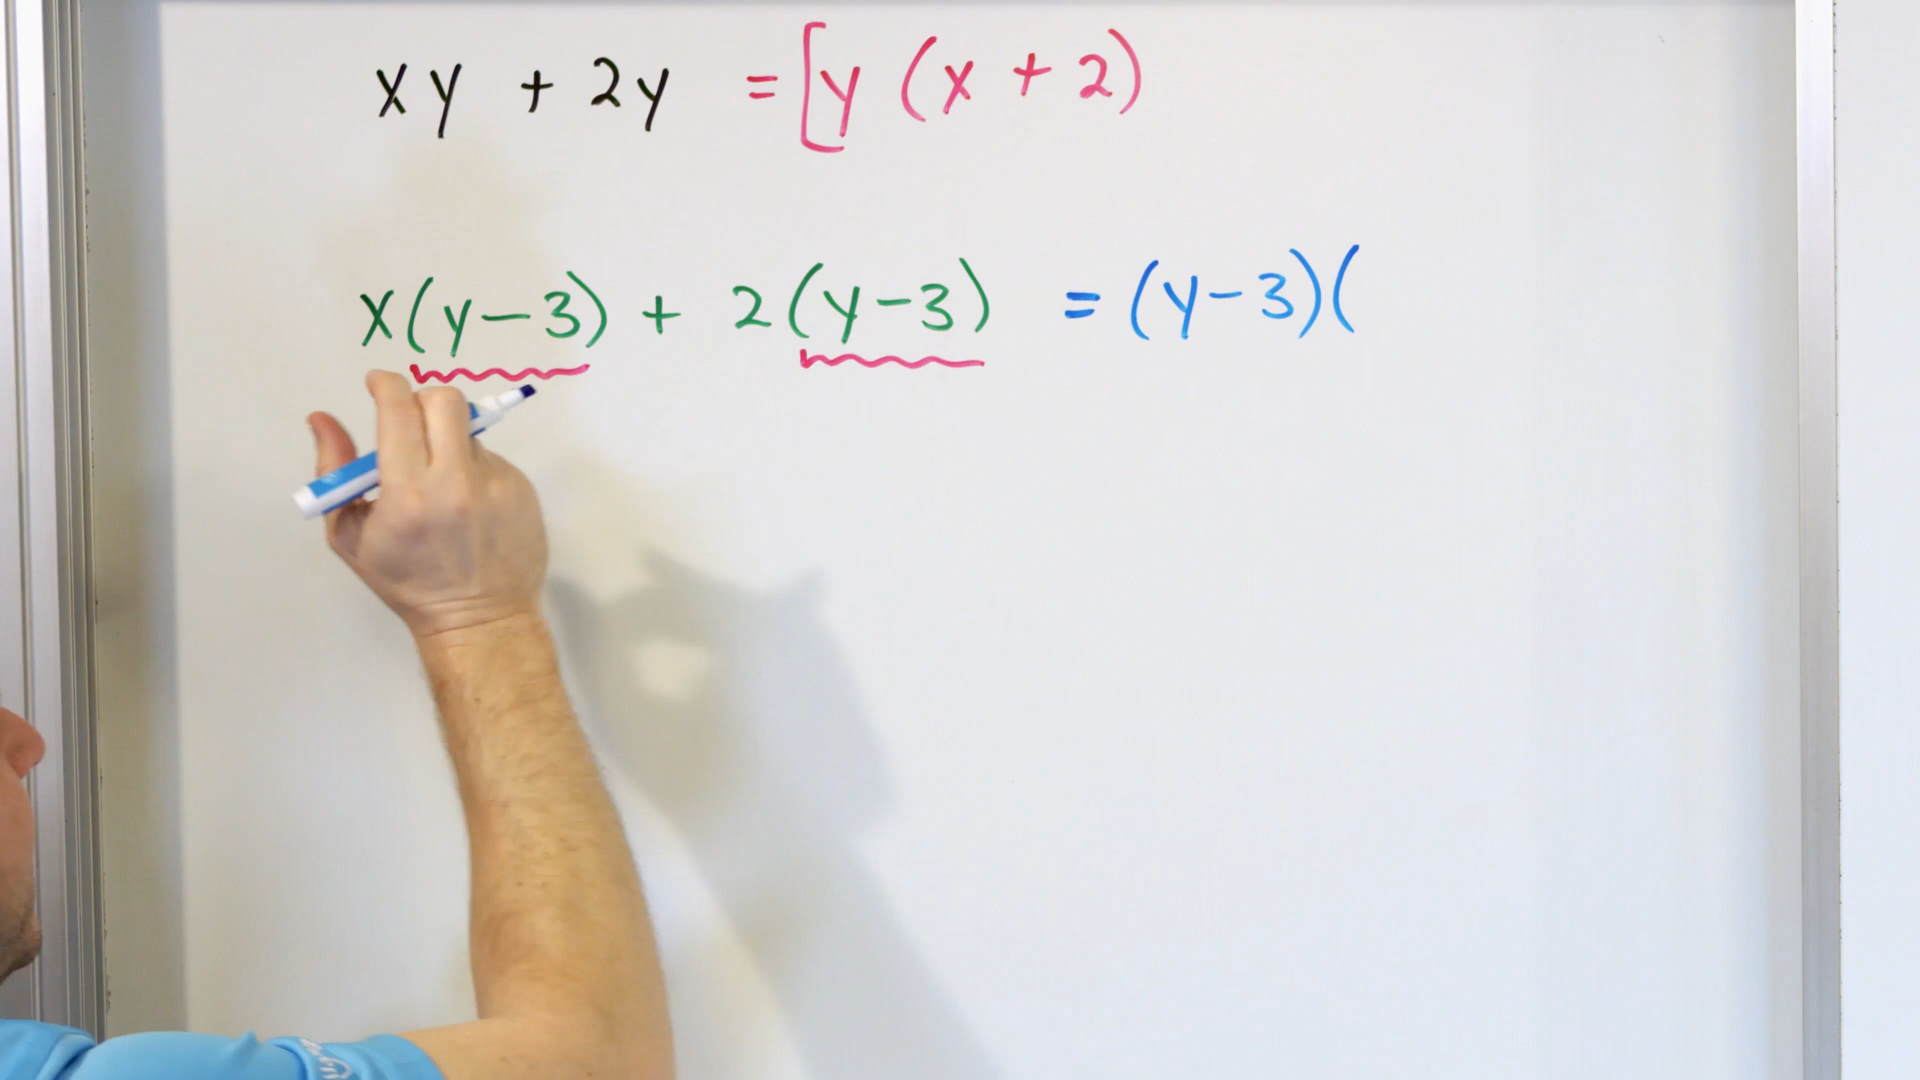 xy + 2y = [y (x + 2)
x(y-3) + 2(y-3) = (y-3)(